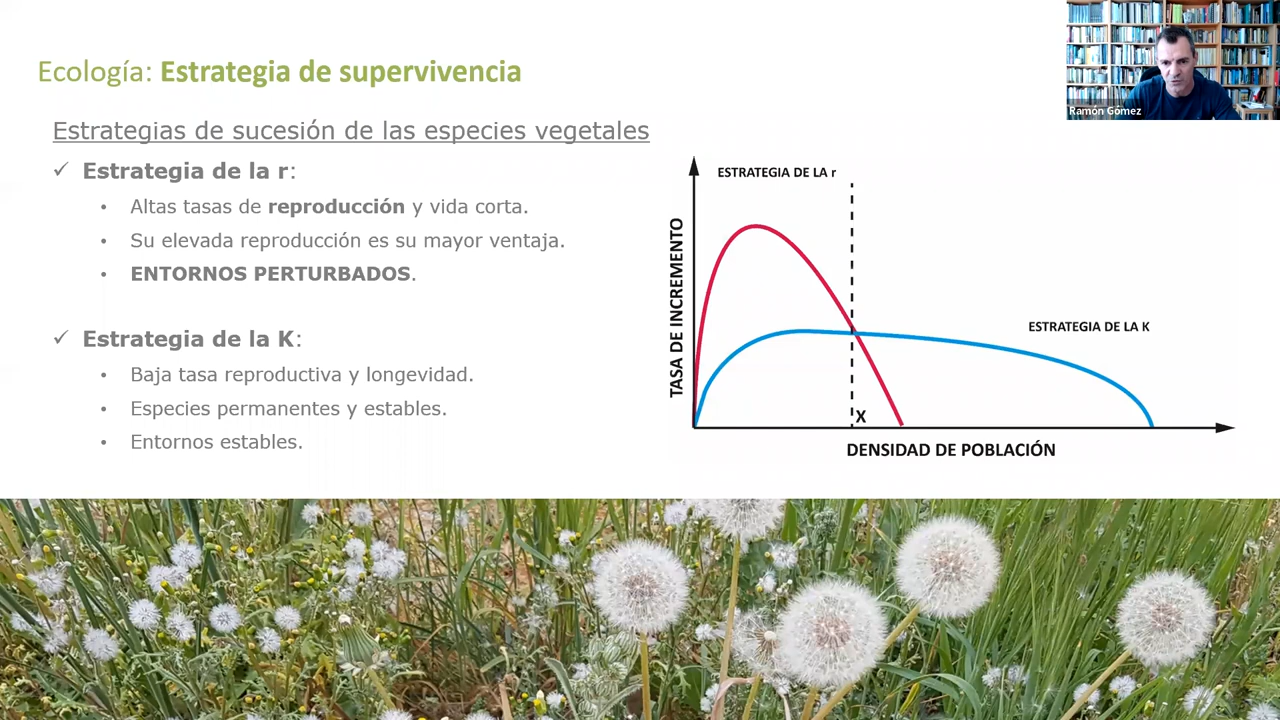 Ecología: Estrategia de supervivencia
Estrategias de sucesión de las especies vegetales
✓ Estrategia de la r:
• Altas tasas de reproducción y vida corta.
• Su elevada reproducción es su mayor ventaja.
• ENTORNOS PERTURBADOS.
✓ Estrategia de la K:
• Baja tasa reproductiva y longevidad.
• Especies permanentes y estables.
• Entornos estables.
ESTRATEGIA DE LA r
TASA DE INCREMENTO
ESTRATEGIA DE LA K
X
DENSIDAD DE POBLACIÓN
Ramón Gómez